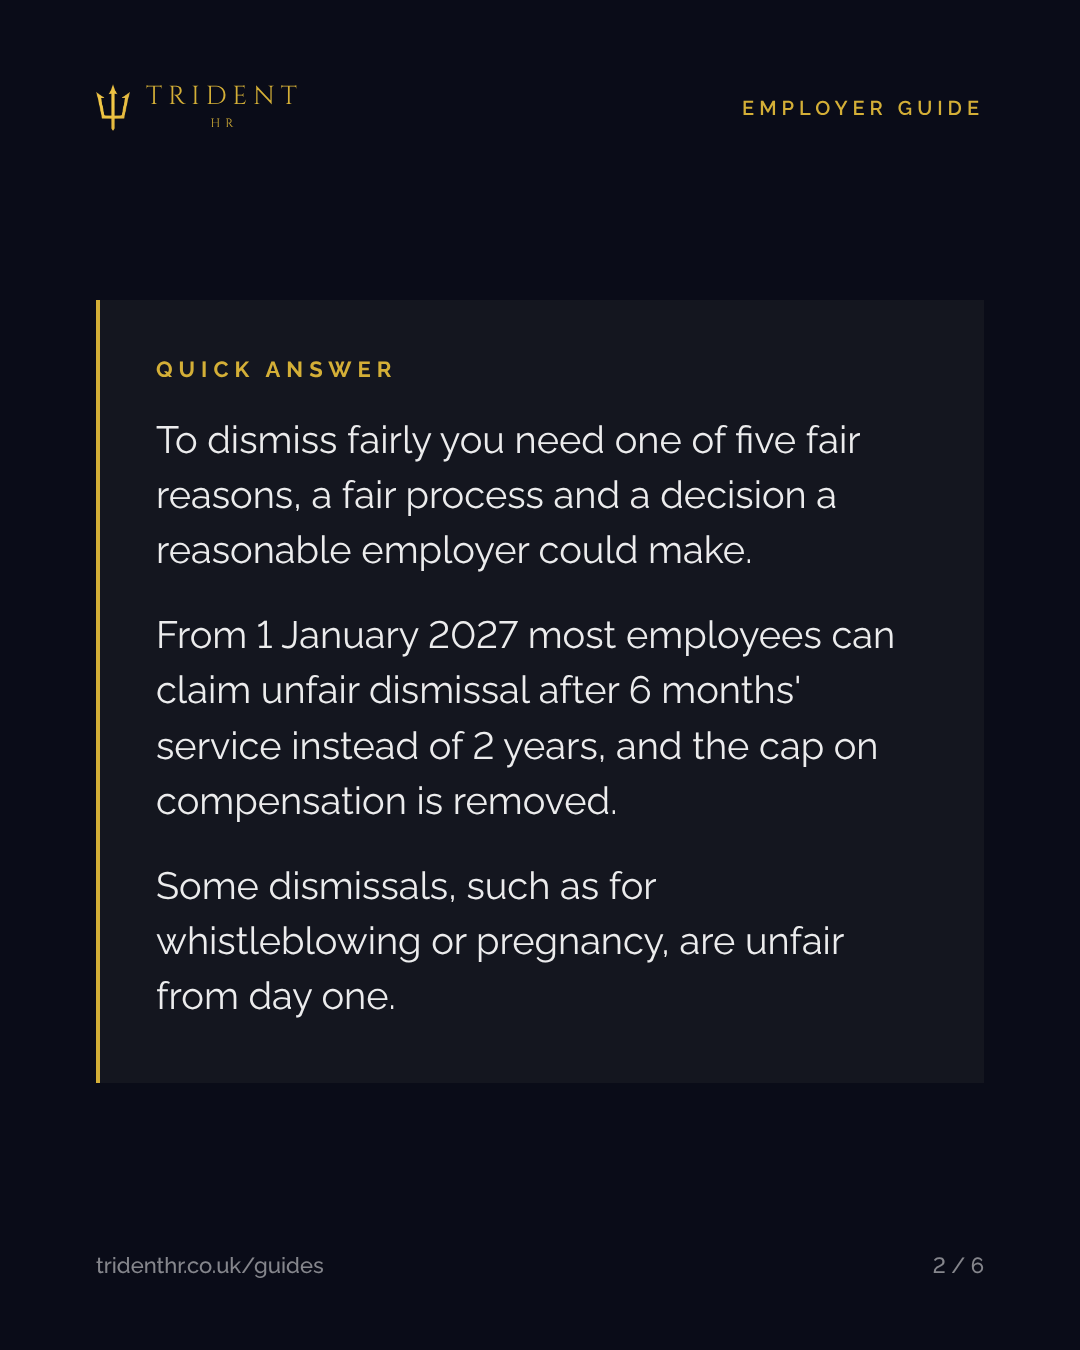 TRIDENT
HR
EMPLOYER GUIDE
QUICK ANSWER
To dismiss fairly you need one of five fair
reasons, a fair process and a decision a
reasonable employer could make.
From 1 January 2027 most employees can
claim unfair dismissal after 6 months'
service instead of 2 years, and the cap on
compensation is removed.
Some dismissals, such as for
whistleblowing or pregnancy, are unfair
from day one.
tridenthr.co.uk/guides
2 / 6